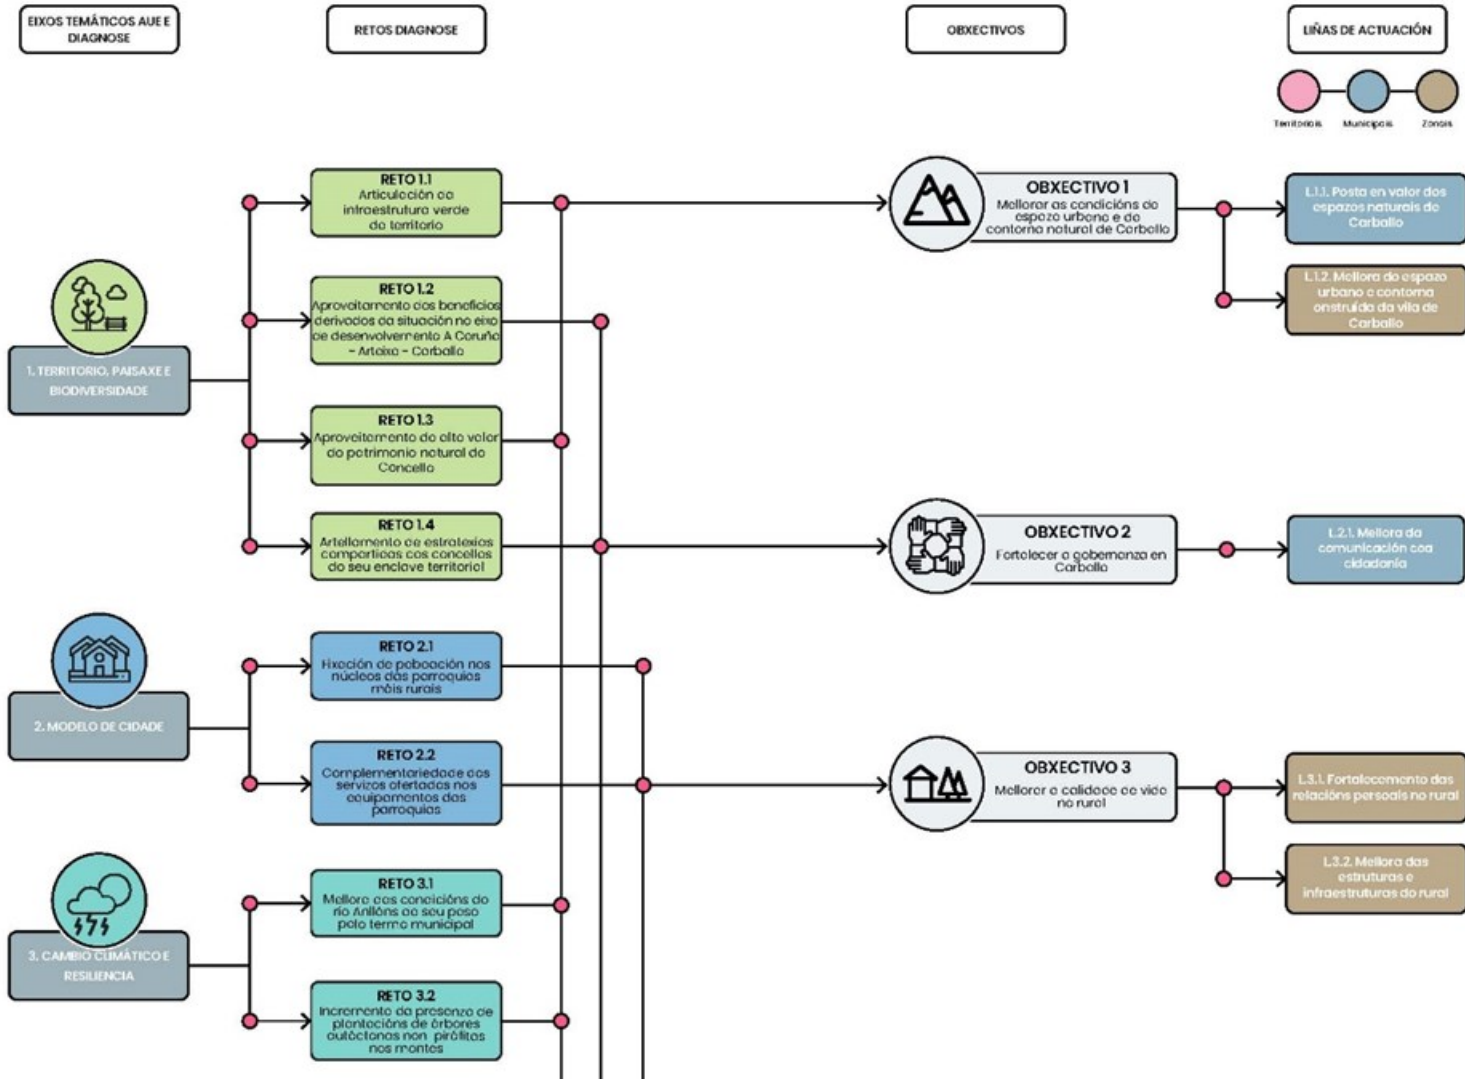 EIXOS TEMÁTICOS AUE E
DIAGNOSE
RETOS DIAGNOSE
OBXECTIVOS
LIÑAS DE ACTUACIÓN
Territoriais
Municipais
Zonais
1. TERRITORIO, PAISAXE E
BIODIVERSIDADE
RETO 1.1
Articulación da
infraestrutura verde
do territorio
RETO 1.2
Aproveitamento dos beneficios
derivados da situación no eixo
de desenvolvemento A Coruña
- Arteixo - Carballo
RETO 1.3
Aproveitamento do alto valor
do patrimonio natural do
Concello
RETO 1.4
Artellamento de estratexias
compartidas cos concellos
do seu enclave territorial
OBXECTIVO 1
Mellorar as condicións do
espazo urbano e do
contorna natural de Carballo
L.1.1. Posta en valor dos
espazos naturais de
Carballo
L.1.2. Mellora do espazo
urbano e contorna
onstruída da vila de
Carballo
OBXECTIVO 2
Fortalecer a gobernanza en
Carballo
L.2.1. Mellora da
comunicación coa
cidadanía
2. MODELO DE CIDADE
RETO 2.1
Fixación de poboación nos
núcleos das parroquias
máis rurais
RETO 2.2
Complementariedade dos
servizos ofertados nos
equipamentos das
parroquias
OBXECTIVO 3
Mellorar a calidade de vida
no rural
L.3.1. Fortalecemento das
relacións persoais no rural
L.3.2. Mellora das
estruturas e
infraestruturas do rural
3. CAMBIO CLIMÁTICO E
RESILIENCIA
RETO 3.1
Mellora das condicións do
río Anllóns ao seu paso
polo termo municipal
RETO 3.2
Incremento da presenza de
plantacións de árbores
autóctonas non pirófitas
nos montes